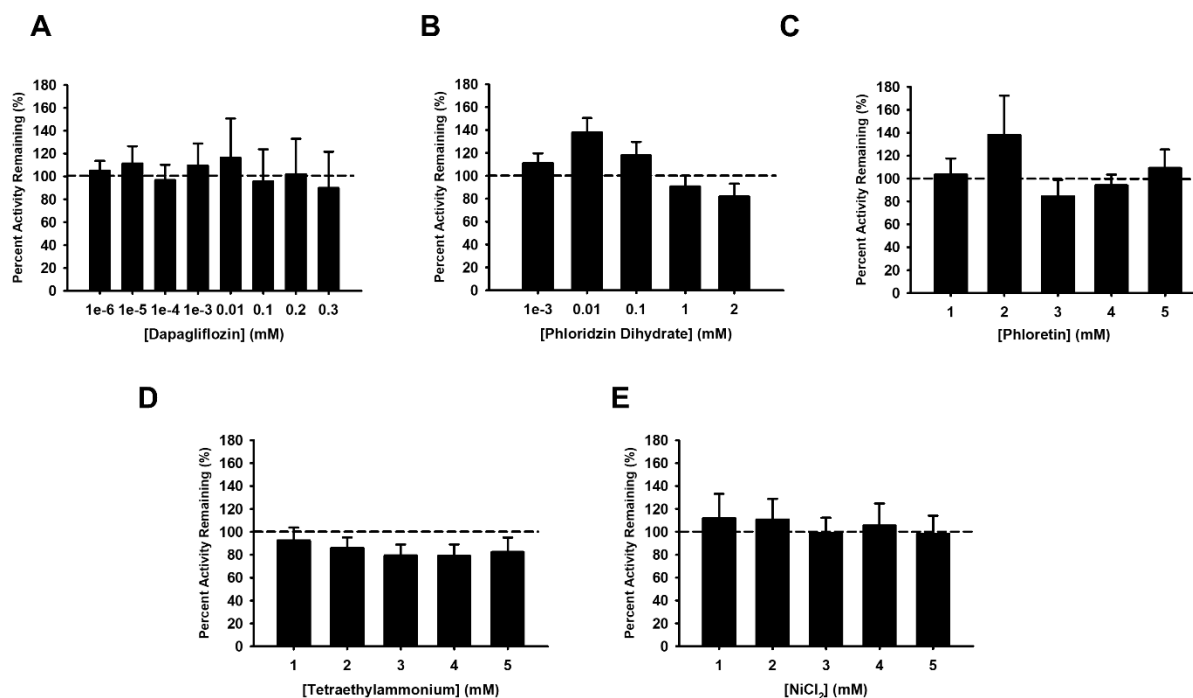 A
B
C
Percent Activity Remaining (%)
180
160
140
120
100
80
60
40
20
0
1e-6 1e-5 1e-4 1e-3 0.01 0.1 0.2 0.3
[Dapagliflozin] (mM)
Percent Activity Remaining (%)
180
160
140
120
100
80
60
40
20
0
1e-3 0.01 0.1 1 2
[Phloridzin Dihydrate] (mM)
Percent Activity Remaining (%)
180
160
140
120
100
80
60
40
20
0
1 2 3 4 5
[Phloretin] (mM)
D
E
Percent Activity Remaining (%)
180
160
140
120
100
80
60
40
20
0
1 2 3 4 5
[Tetraethylammonium] (mM)
Percent Activity Remaining (%)
180
160
140
120
100
80
60
40
20
0
1 2 3 4 5
[NiCl₂] (mM)